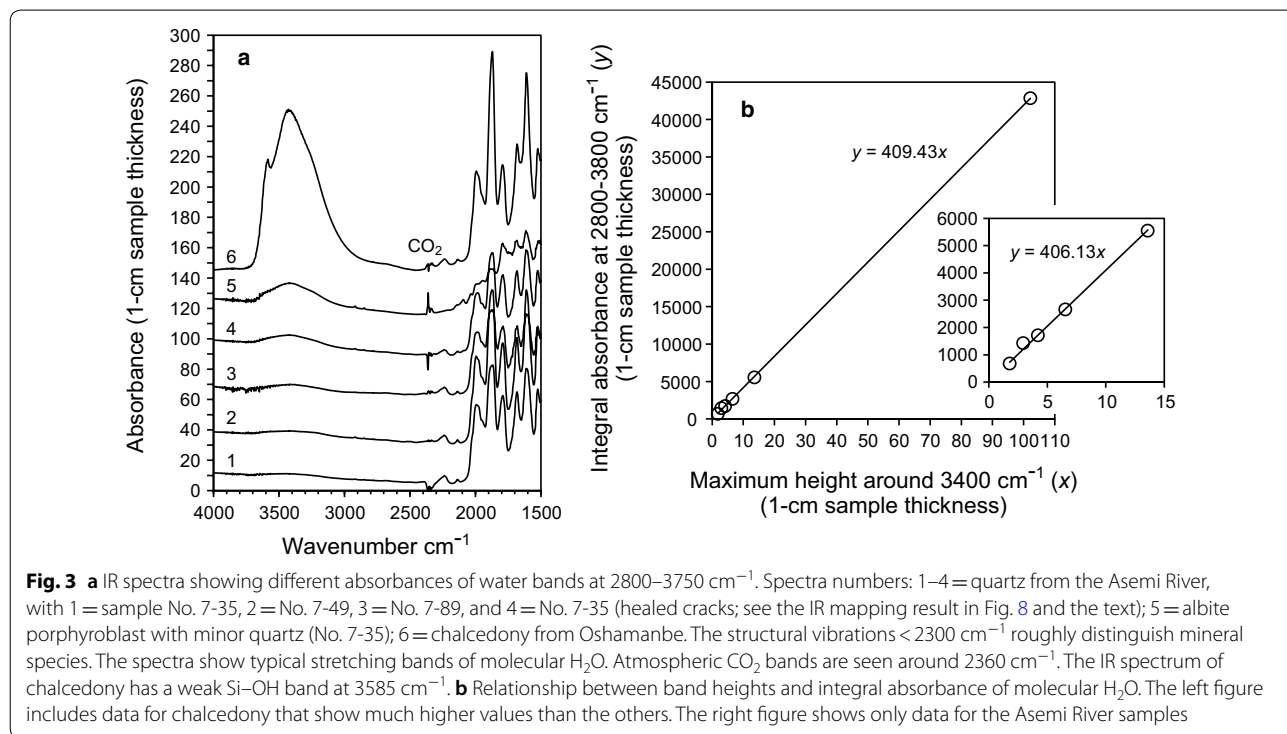 300
280
260
240
220
200
180
160
140
120
100
80
60
40
20
0
Absorbance (1-cm sample thickness)
a
CO₂
6
5
4
3
2
1
4000 3500 3000 2500 2000 1500
Wavenumber cm⁻¹
Integral absorbance at 2800-3800 cm⁻¹ (y)
(1-cm sample thickness)
45000
40000
35000
30000
25000
20000
15000
10000
5000
0
b
y = 409.43x
0 10 20 30 40 50 60 70 80 90 100 110
6000
5000
4000
3000
2000
1000
0
y = 406.13x
0 5 10 15
Maximum height around 3400 cm⁻¹ (x)
(1-cm sample thickness)
Fig. 3 a IR spectra showing different absorbances of water bands at 2800–3750 cm⁻¹. Spectra numbers: 1–4 = quartz from the Asemi River,
with 1 = sample No. 7-35, 2 = No. 7-49, 3 = No. 7-89, and 4 = No. 7-35 (healed cracks; see the IR mapping result in Fig. 8 and the text); 5 = albite
porphyroblast with minor quartz (No. 7-35); 6 = chalcedony from Oshamanbe. The structural vibrations < 2300 cm⁻¹ roughly distinguish mineral
species. The spectra show typical stretching bands of molecular H₂O. Atmospheric CO₂ bands are seen around 2360 cm⁻¹. The IR spectrum of
chalcedony has a weak Si–OH band at 3585 cm⁻¹. b Relationship between band heights and integral absorbance of molecular H₂O. The left figure
includes data for chalcedony that show much higher values than the others. The right figure shows only data for the Asemi River samples